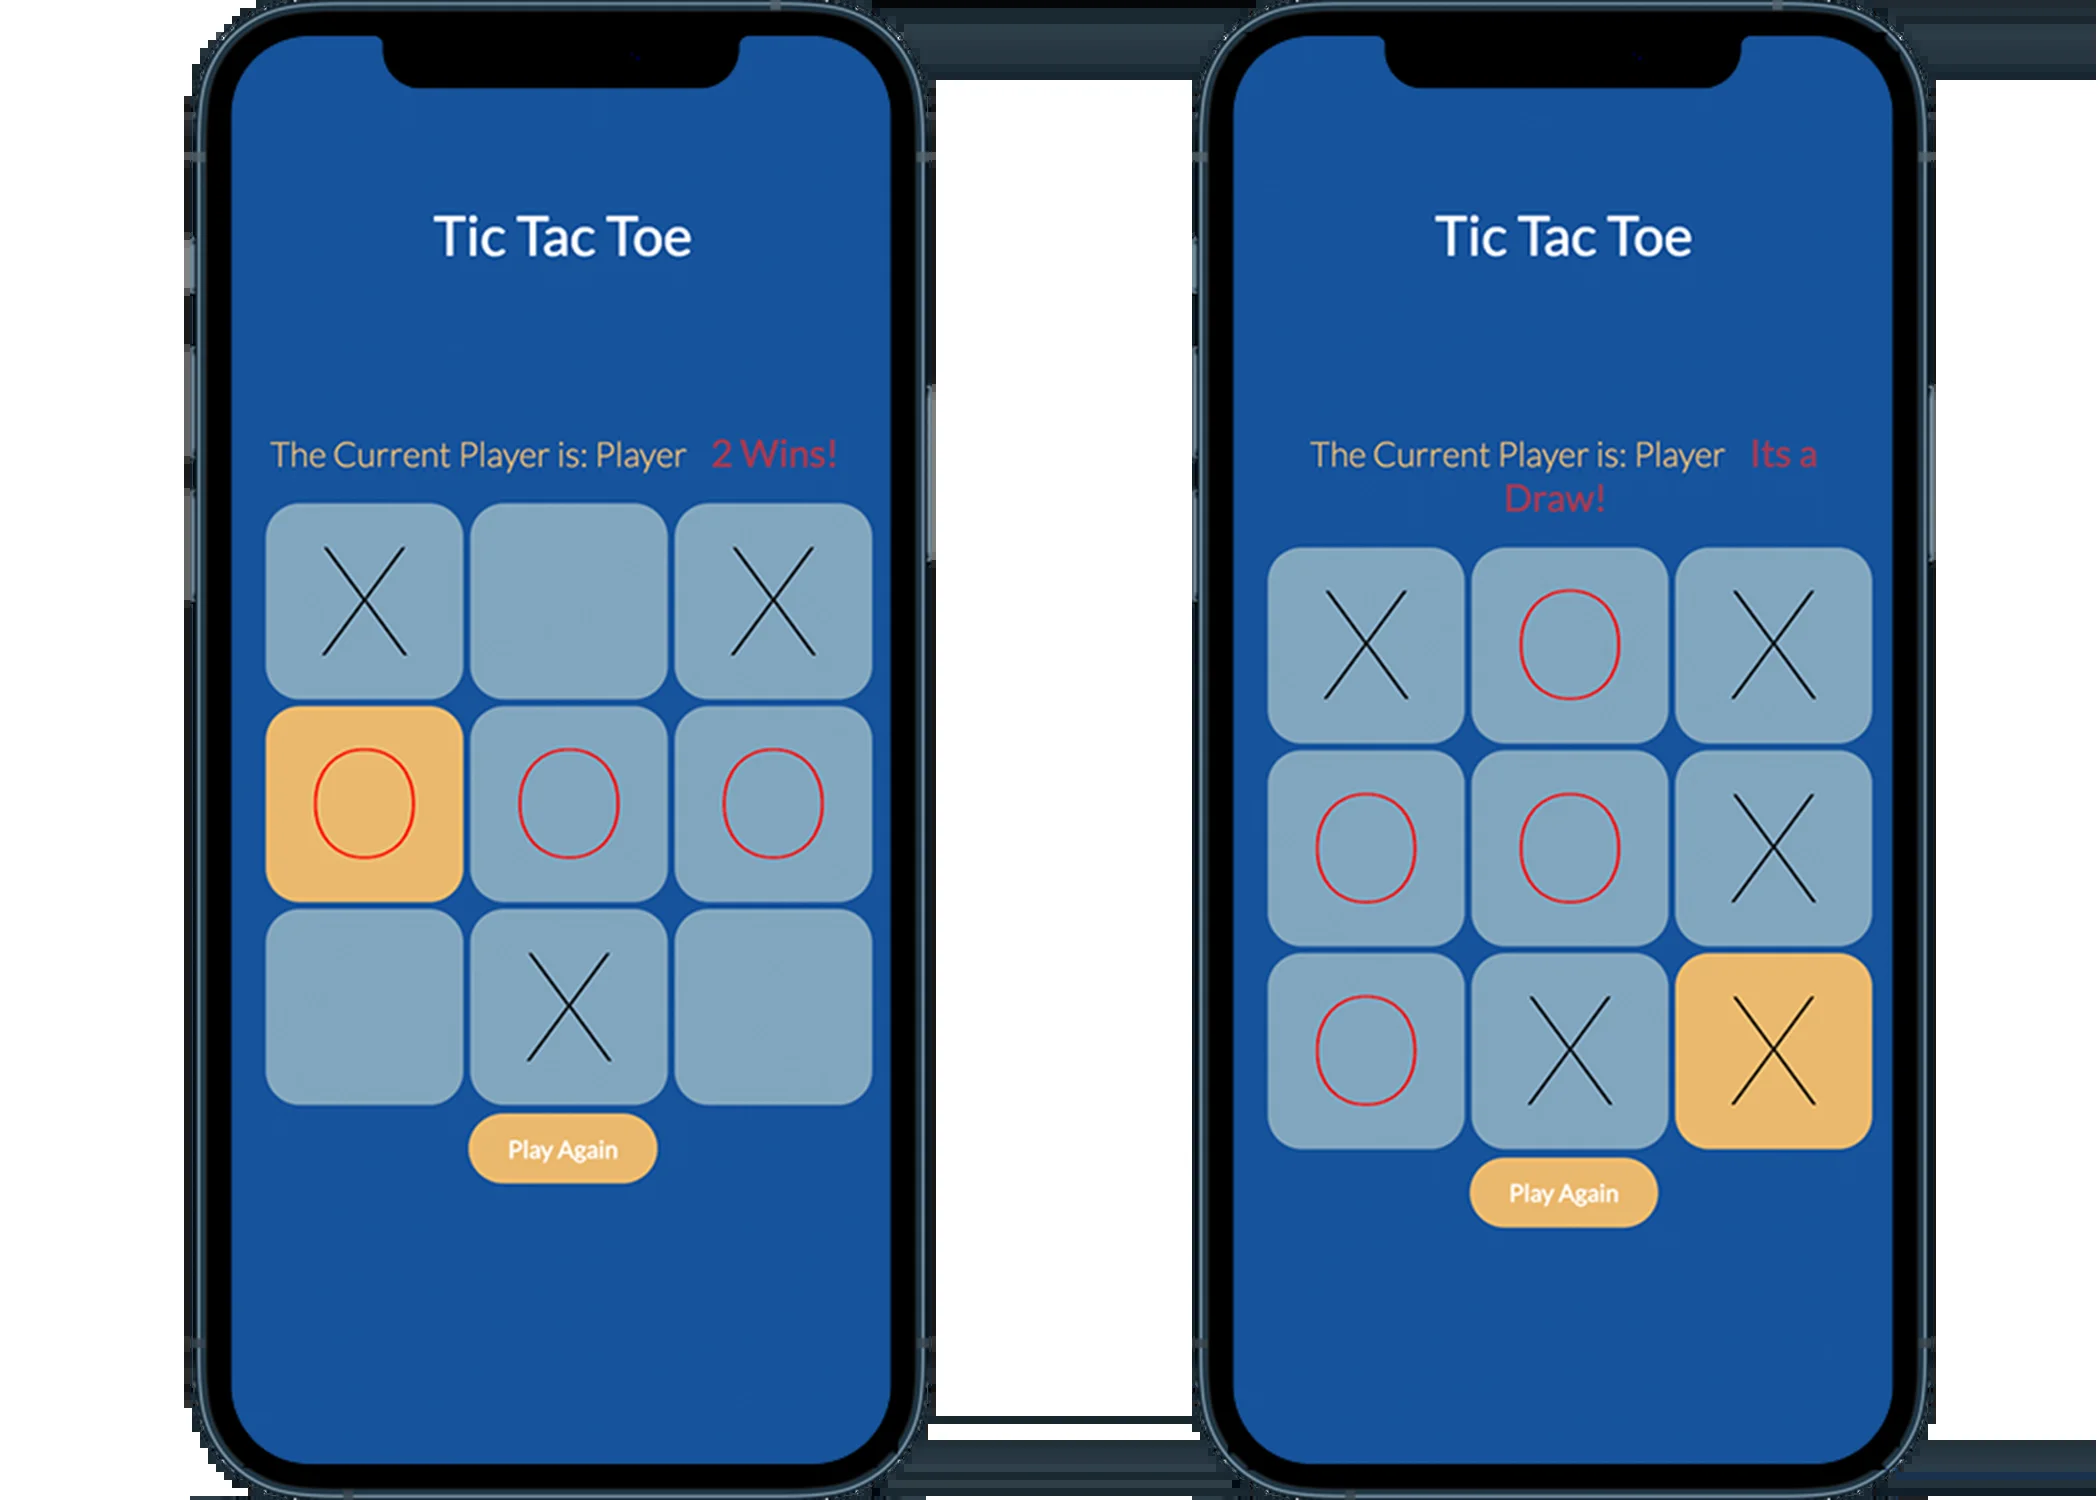 Tic Tac Toe
The Current Player is: Player 2 Wins!
X X
O O O
X
Play Again
Tic Tac Toe
The Current Player is: Player Its a
Draw!
X O X
O O X
O X X
Play Again